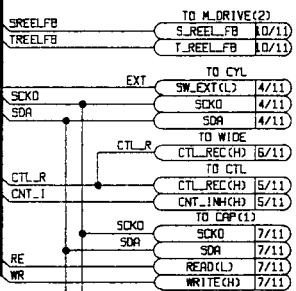 TO M_DRIVE(2)
SREELFB S_REEL_FB 10/11
TREELFB T_REEL_FB 10/11
TO CYL
EXT SW_EXT(L) 4/11
SCKO SCKO 4/11
SDA SDA 4/11
TO WIDE
CTL_R CTL_REC(H) 6/11
TO CTL
CTL_R CTL_REC(H) 5/11
CNT_I CNT_INH(H) 5/11
TO CAP(1)
SCKO SCKO 7/11
SDA SDA 7/11
RE READ(L) 7/11
WR WRITE(H) 7/11